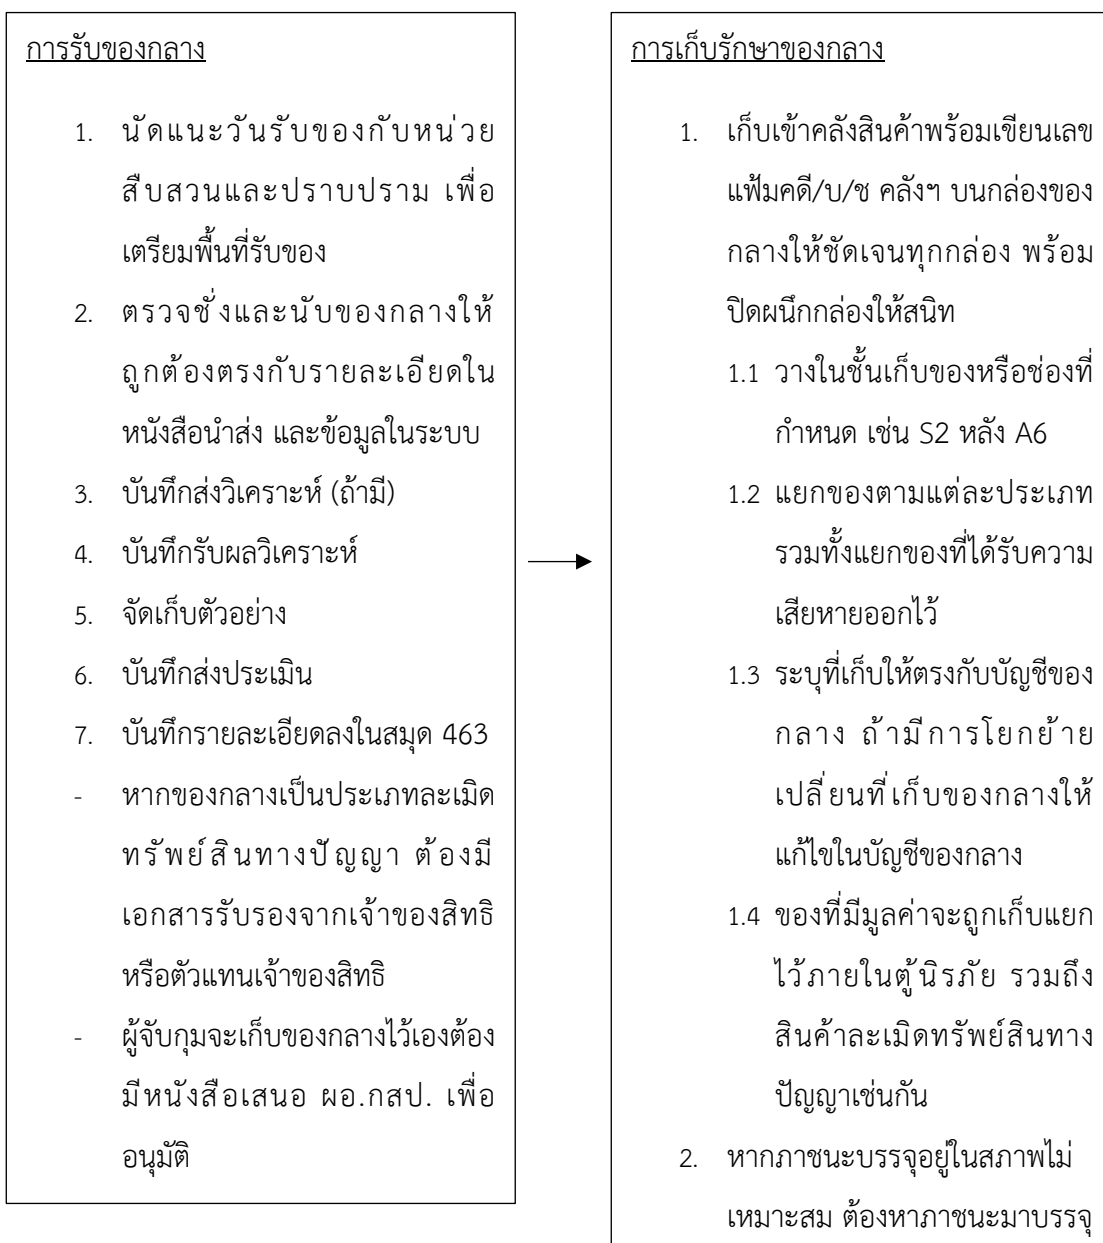 การรับของกลาง
1. นัดแนะวันรับของกับหน่วย
สืบสวนและปราบปราม เพื่อ
เตรียมพื้นที่รับของ
2. ตรวจชั่งและนับของกลางให้
ถูกต้องตรงกับรายละเอียดใน
หนังสือนำส่ง และข้อมูลในระบบ
3. บันทึกส่งวิเคราะห์ (ถ้ามี)
4. บันทึกรับผลวิเคราะห์
5. จัดเก็บตัวอย่าง
6. บันทึกส่งประเมิน
7. บันทึกรายละเอียดลงในสมุด 463
- หากของกลางเป็นประเภทละเมิด
ทรัพย์สินทางปัญญา ต้องมี
เอกสารรับรองจากเจ้าของสิทธิ
หรือตัวแทนเจ้าของสิทธิ
- ผู้จับกุมจะเก็บของกลางไว้เองต้อง
มีหนังสือเสนอ ผอ.กสป. เพื่อ
อนุมัติ
การเก็บรักษาของกลาง
1. เก็บเข้าคลังสินค้าพร้อมเขียนเลข
แฟ้มคดี/บ/ช คลังฯ บนกล่องของ
กลางให้ชัดเจนทุกกล่อง พร้อม
ปิดผนึกกล่องให้สนิท
1.1 วางในชั้นเก็บของหรือช่องที่
กำหนด เช่น S2 หลัง A6
1.2 แยกของตามแต่ละประเภท
รวมทั้งแยกของที่ได้รับความ
เสียหายออกไว้
1.3 ระบุที่เก็บให้ตรงกับบัญชีของ
กลาง ถ้ามีการโยกย้าย
เปลี่ยนที่เก็บของกลางให้
แก้ไขในบัญชีของกลาง
1.4 ของที่มีมูลค่าจะถูกเก็บแยก
ไว้ภายในตู้นิรภัย รวมถึง
สินค้าละเมิดทรัพย์สินทาง
ปัญญาเช่นกัน
2. หากภาชนะบรรจุอยู่ในสภาพไม่
เหมาะสม ต้องหาภาชนะมาบรรจุ